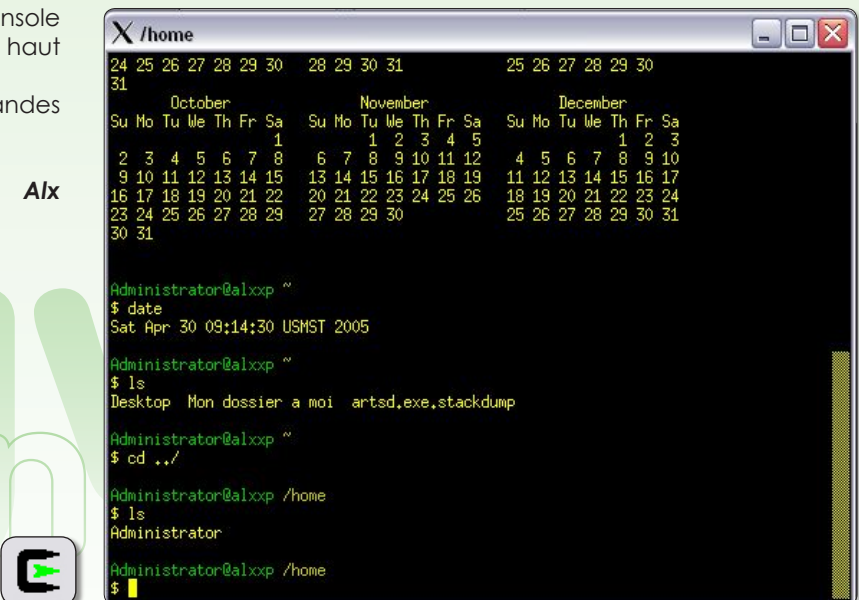 nsole
haut
andes
Alx
X /home
24 25 26 27 28 29 30   28 29 30 31            25 26 27 28 29 30
31
      October               November               December
Su Mo Tu We Th Fr Sa   Su Mo Tu We Th Fr Sa   Su Mo Tu We Th Fr Sa
                   1          1  2  3  4  5                1  2  3
 2  3  4  5  6  7  8    6  7  8  9 10 11 12    4  5  6  7  8  9 10
 9 10 11 12 13 14 15   13 14 15 16 17 18 19   11 12 13 14 15 16 17
16 17 18 19 20 21 22   20 21 22 23 24 25 26   18 19 20 21 22 23 24
23 24 25 26 27 28 29   27 28 29 30            25 26 27 28 29 30 31
30 31
Administrator@alxxp ~
$ date
Sat Apr 30 09:14:30 USMST 2005
Administrator@alxxp ~
$ ls
Desktop  Mon dossier a moi  artsd.exe.stackdump
Administrator@alxxp ~
$ cd ../
Administrator@alxxp /home
$ ls
Administrator
Administrator@alxxp /home
$